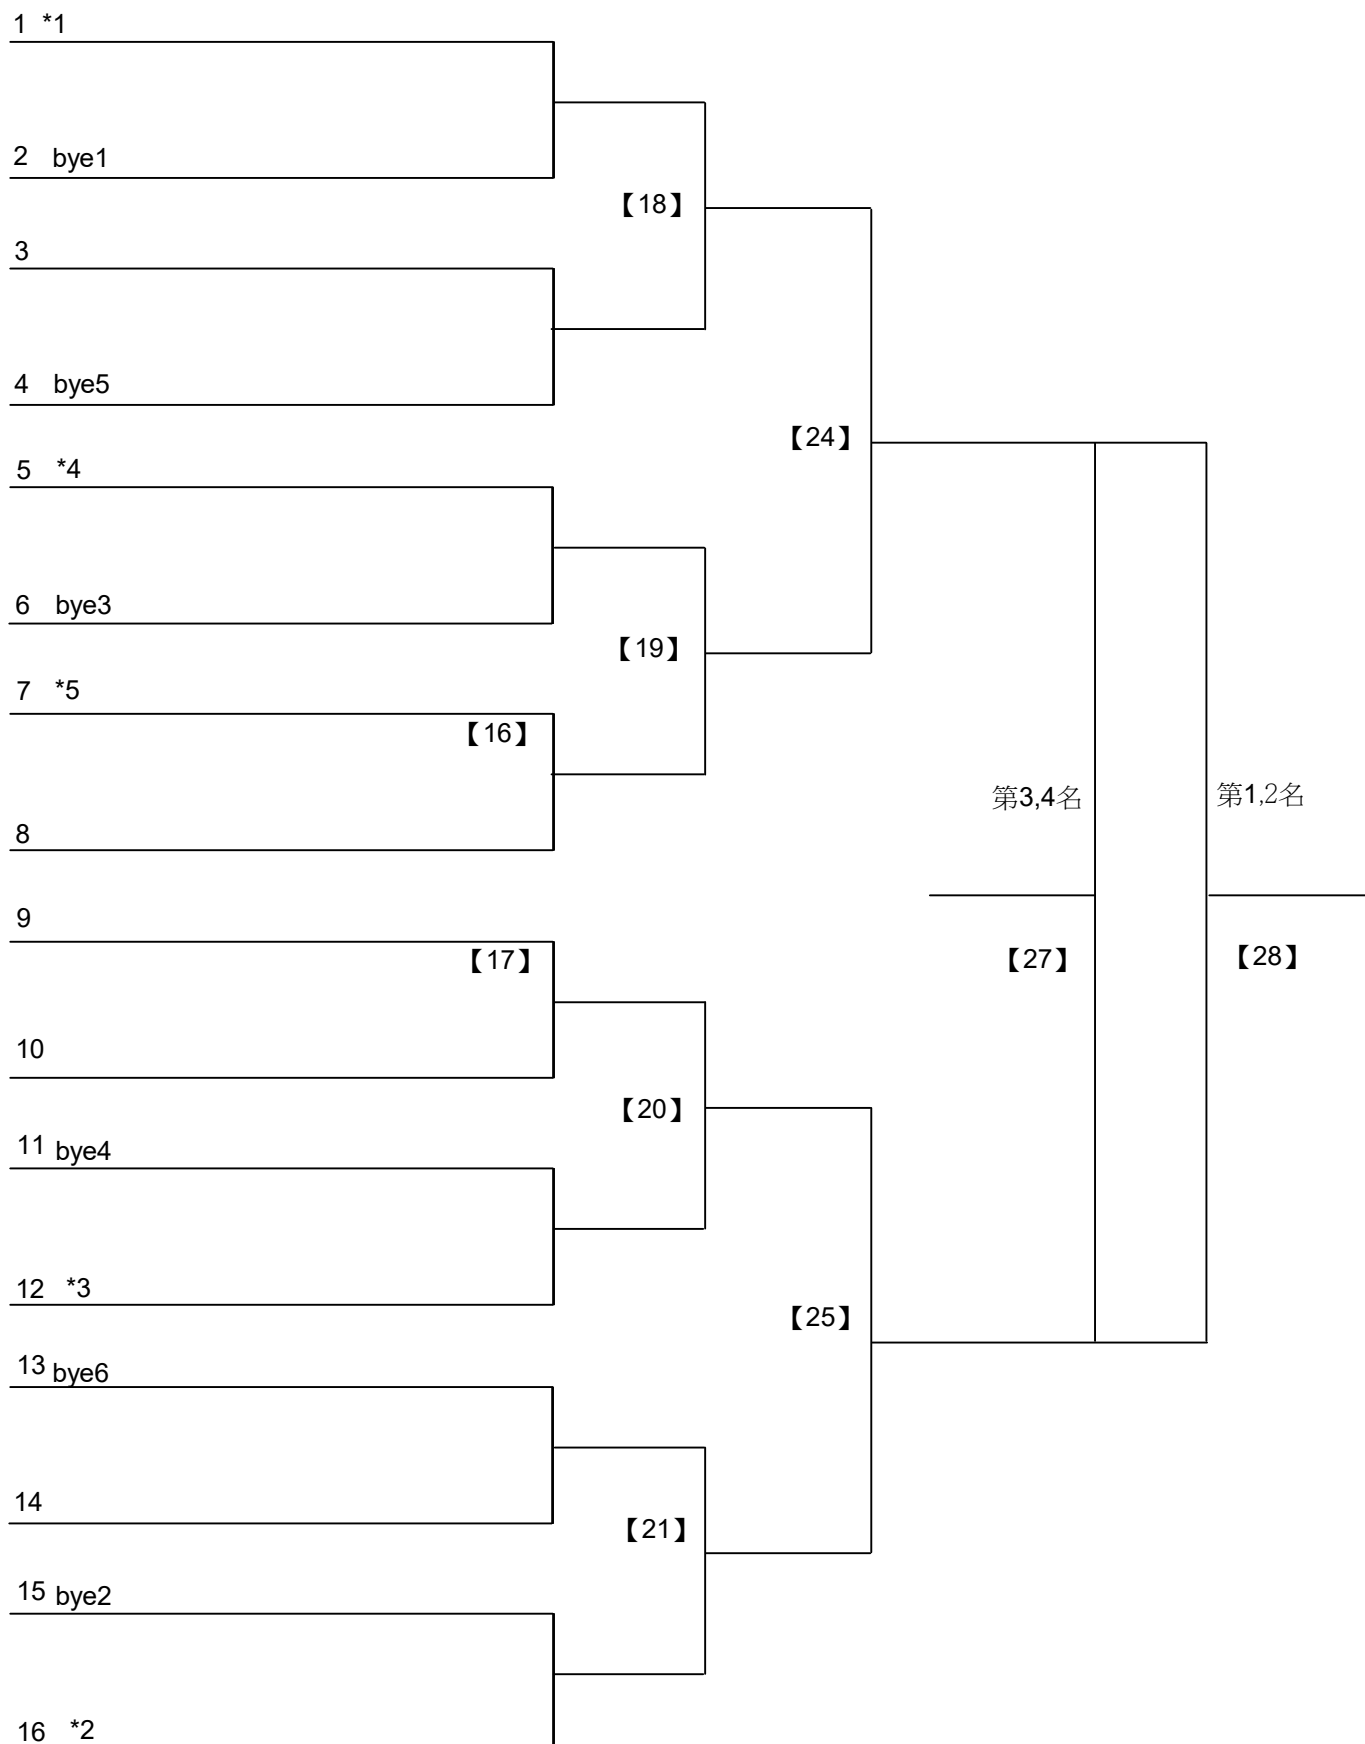 1 *1
2 bye1
【18】
3
4 bye5
【24】
5 *4
6 bye3
【19】
7 *5
【16】
第3,4名
第1,2名
8
9
【17】
【27】
【28】
10
【20】
11 bye4
12 *3
【25】
13 bye6
14
【21】
15 bye2
16 *2